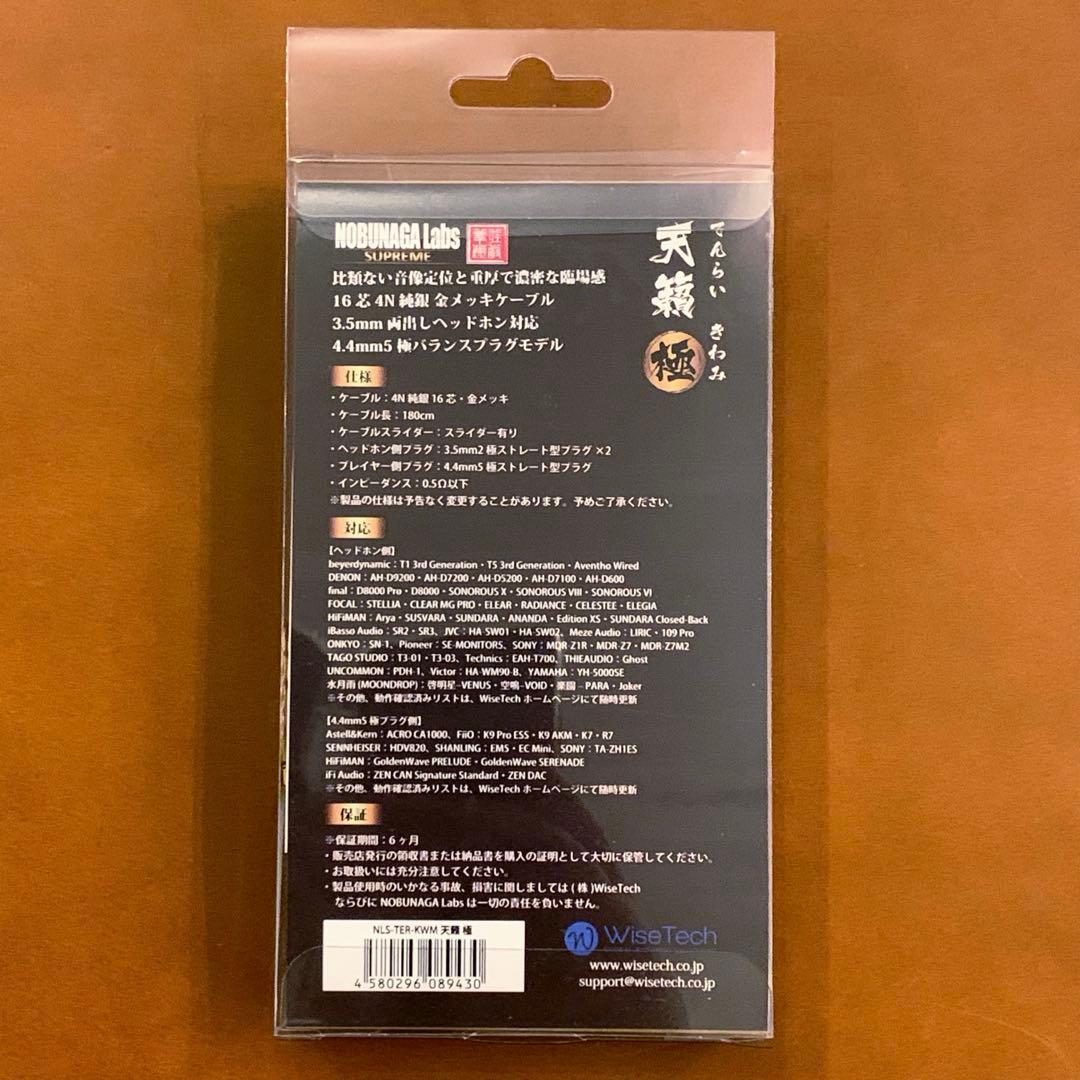 NOBUNAGA Labs
SUPREME
比類ない音像定位と重厚で濃密な臨場感
16芯 4N 純銀 金メッキケーブル
3.5mm 両出しヘッドホン対応
4.4mm5 極バランスプラグモデル
天籟 極
てんらい きわみ
仕様
・ケーブル：4N 純銀 16 芯・金メッキ
・ケーブル長：180cm
・ケーブルスライダー：スライダー有り
・ヘッドホン側プラグ：3.5mm2 極ストレート型プラグ ×2
・プレイヤー側プラグ：4.4mm5 極ストレート型プラグ
・インピーダンス：0.5Ω以下
※製品の仕様は予告なく変更することがあります。予めご了承ください。
対応
【ヘッドホン側】
beyerdynamic：T1 3rd Generation・T5 3rd Generation・Aventho Wired
DENON：AH-D9200・AH-D7200・AH-D5200・AH-D7100・AH-D600
final：D8000 Pro・D8000・SONOROUS X・SONOROUS VIII・SONOROUS VI
FOCAL：STELLIA・CLEAR MG PRO・ELEAR・RADIANCE・CELESTEE・ELEGIA
HiFiMAN：Arya・SUSVARA・SUNDARA・ANANDA・Edition XS・SUNDARA Closed-Back
iBasso Audio：SR2・SR3、JVC：HA-SW01・HA-SW02、Meze Audio：LIRIC・109 Pro
ONKYO：SN-1、Pioneer：SE-MONITOR5、SONY：MDR-Z1R・MDR-Z7・MDR-Z7M2
TAGO STUDIO：T3-01・T3-03、Technics：EAH-T700、THIEAUDIO：Ghost
UNCOMMON：PDH-1、Victor：HA-WM90-B、YAMAHA：YH-5000SE
水月雨 (MOONDROP)：啓明星–VENUS・空鳴–VOID・楽園 – PARA・Joker
※その他、動作確認済みリストは、WiseTech ホームページにて随時更新
【4.4mm5 極プラグ側】
Astell&Kern：ACRO CA1000、FiiO：K9 Pro ESS・K9 AKM・K7・R7
SENNHEISER：HDV820、SHANLING：EM5・EC Mini、SONY：TA-ZH1ES
HiFiMAN：GoldenWave PRELUDE・GoldenWave SERENADE
iFi Audio：ZEN CAN Signature Standard・ZEN DAC
※その他、動作確認済みリストは、WiseTech ホームページにて随時更新
保証
※保証期間：6ヶ月
・販売店発行の領収書または納品書を購入の証明として大切に保管してください。
・お取扱いには充分注意してください。
・製品使用時のいかなる事故、損害に関しましては (株)WiseTech
ならびに NOBUNAGA Labs は一切の責任を負いません。
NLS-TER-KWM 天籟 極
4 580296 089430
WiseTech
www.wisetech.co.jp
support@wisetech.co.jp